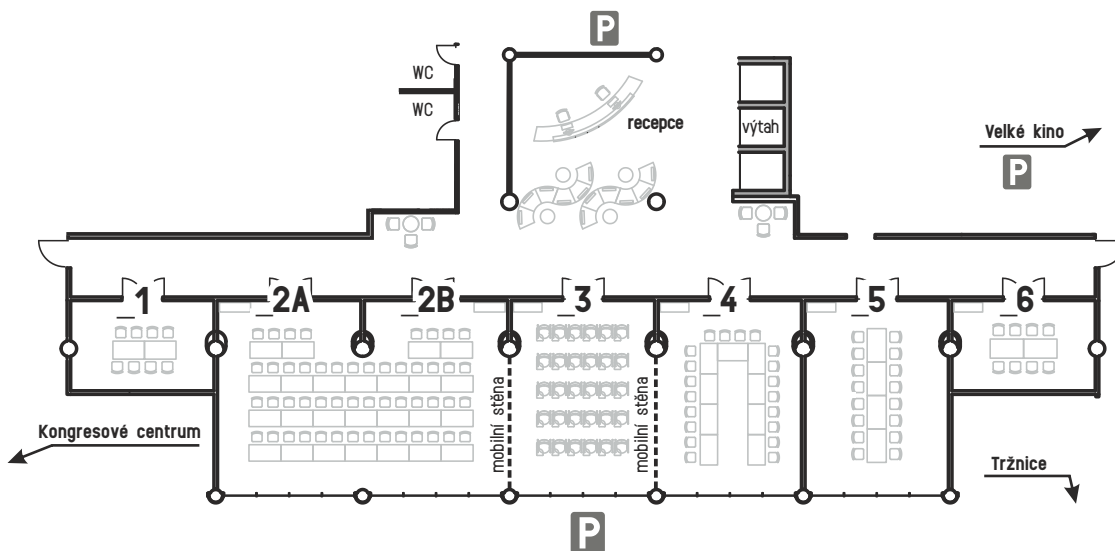 P
WC
WC
recepce
výtah
Velké kino
P
1
2A
2B
3
4
5
6
mobilní stěna
mobilní stěna
Kongresové centrum
Tržnice
P